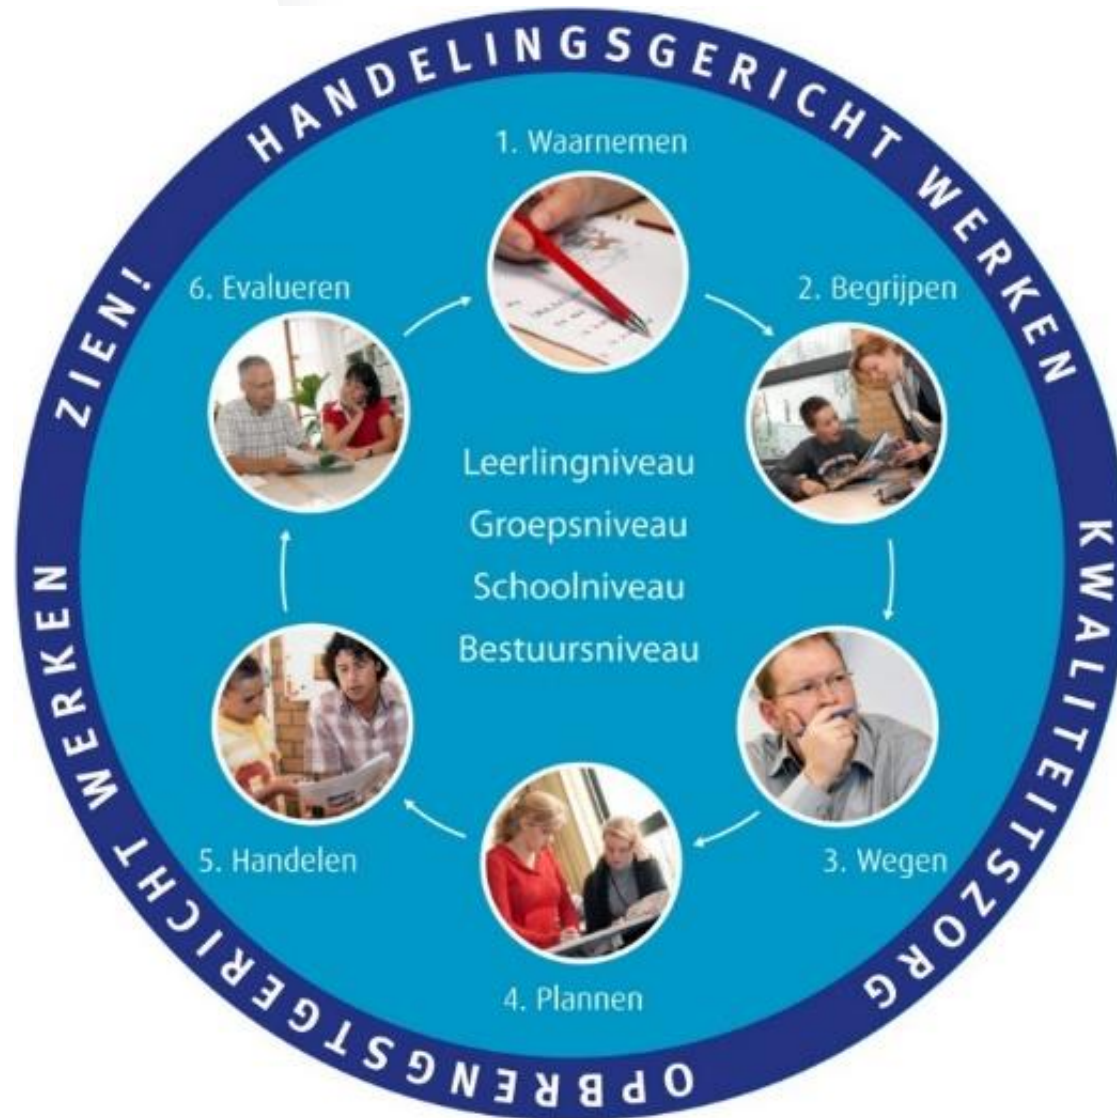 HANDELINGSGERICHT WERKEN
KWALITEITSZORG
OPBRENGSTGERICHT WERKEN
ZIEN!
1. Waarnemen
2. Begrijpen
3. Wegen
4. Plannen
5. Handelen
6. Evalueren
Leerlingniveau
Groepsniveau
Schoolniveau
Bestuursniveau